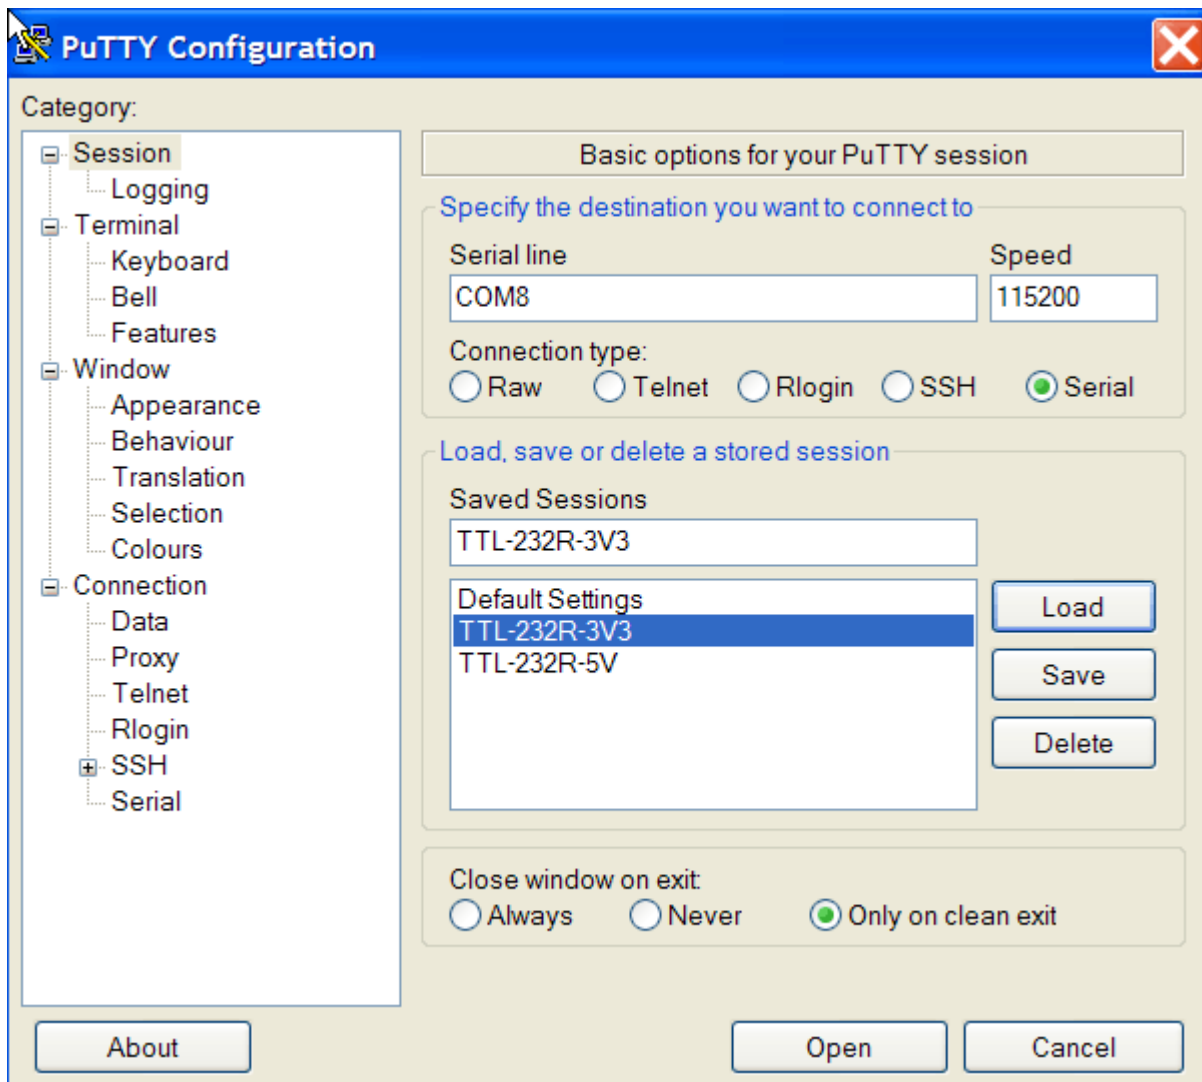 PuTTY Configuration
Category:
Session
Logging
Terminal
Keyboard
Bell
Features
Window
Appearance
Behaviour
Translation
Selection
Colours
Connection
Data
Proxy
Telnet
Rlogin
SSH
Serial
Basic options for your PuTTY session
Specify the destination you want to connect to
Serial line Speed
COM8 115200
Connection type:
Raw Telnet Rlogin SSH Serial
Load, save or delete a stored session
Saved Sessions
TTL-232R-3V3
Default Settings
TTL-232R-3V3
TTL-232R-5V
Load
Save
Delete
Close window on exit:
Always Never Only on clean exit
About Open Cancel